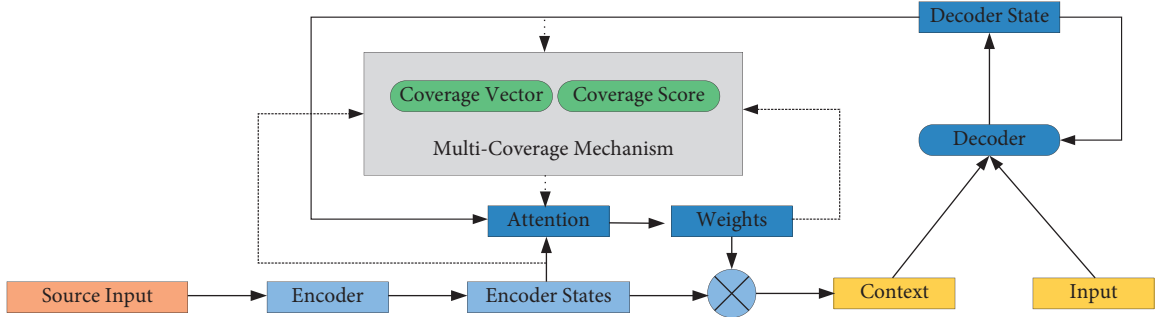 Decoder State
Coverage Vector
Coverage Score
Multi-Coverage Mechanism
Decoder
Attention
Weights
Source Input
Encoder
Encoder States
Context
Input